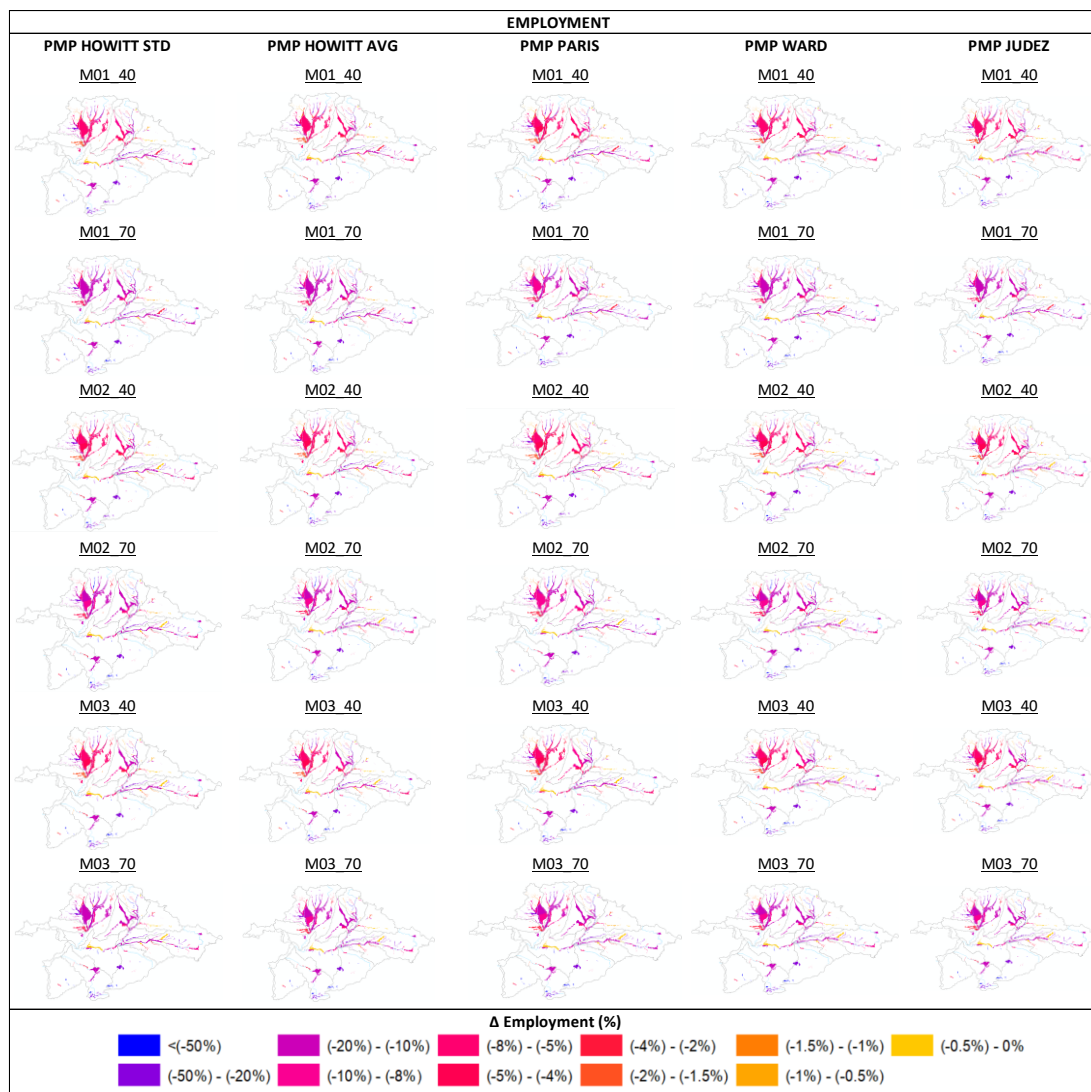 EMPLOYMENT
PMP HOWITT STD PMP HOWITT AVG PMP PARIS PMP WARD PMP JUDEZ
M01_40 M01_40 M01_40 M01_40 M01_40
M01_70 M01_70 M01_70 M01_70 M01_70
M02_40 M02_40 M02_40 M02_40 M02_40
M02_70 M02_70 M02_70 M02_70 M02_70
M03_40 M03_40 M03_40 M03_40 M03_40
M03_70 M03_70 M03_70 M03_70 M03_70
Δ Employment (%)
<(-50%) (-20%) - (-10%) (-8%) - (-5%) (-4%) - (-2%) (-1.5%) - (-1%) (-0.5%) - 0%
(-50%) - (-20%) (-10%) - (-8%) (-5%) - (-4%) (-2%) - (-1.5%) (-1%) - (-0.5%)